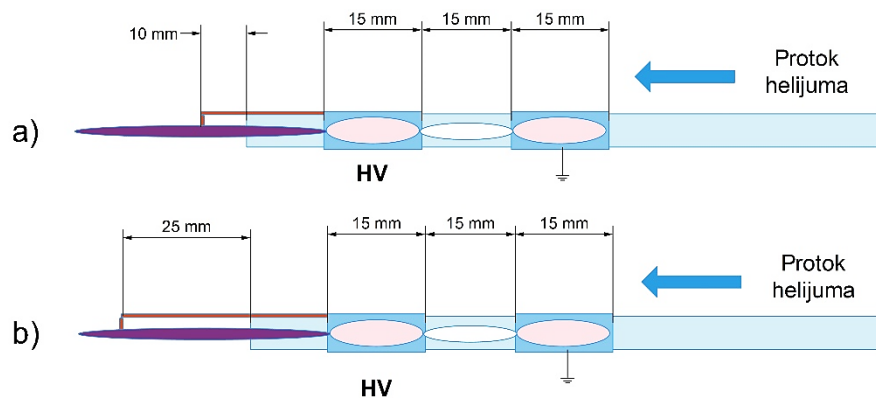 15 mm 15 mm 15 mm
10 mm
Protok
helijuma
a)
HV
15 mm 15 mm 15 mm
25 mm
Protok
helijuma
b)
HV